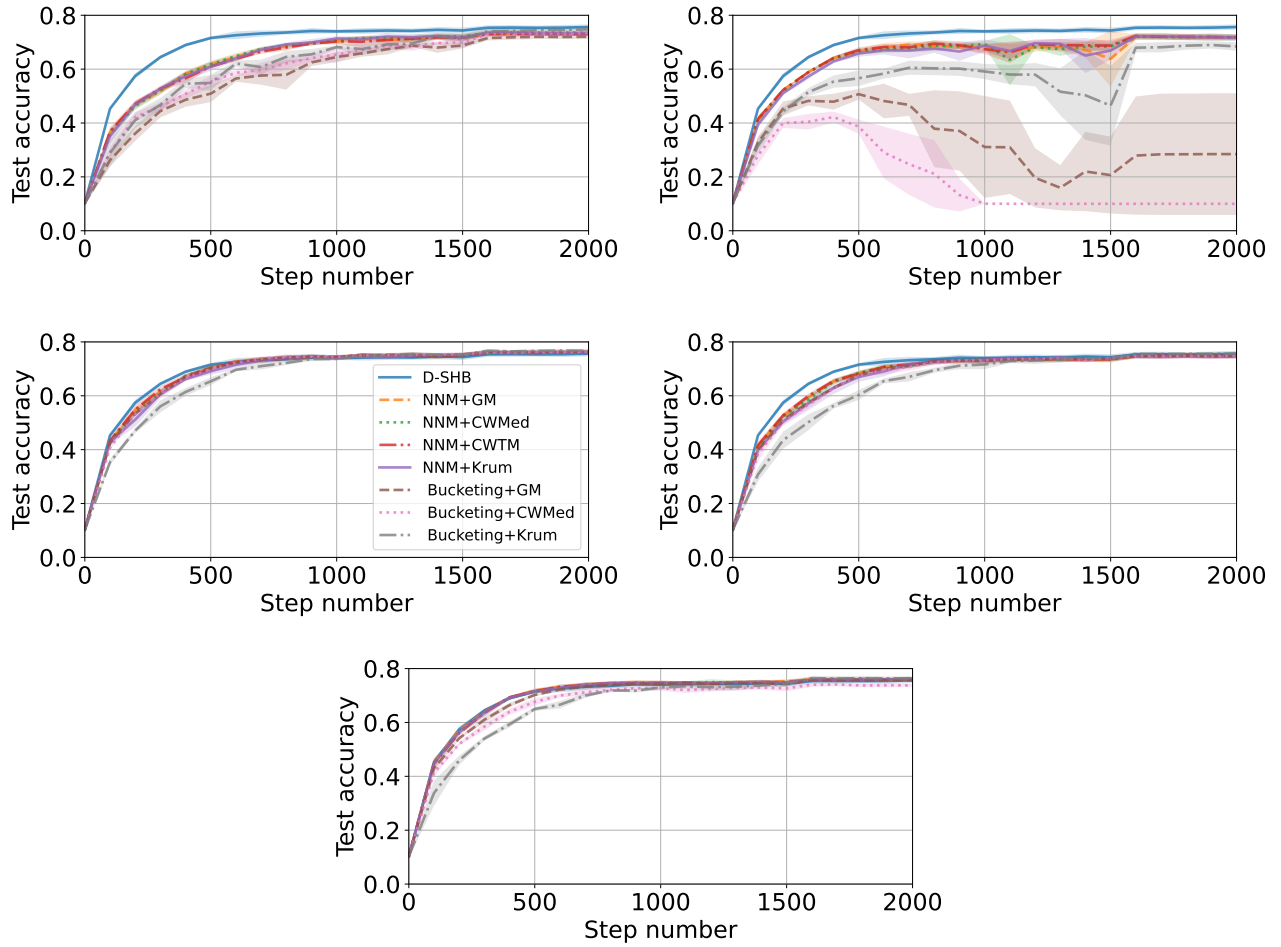 0.8
0.6
0.4
0.2
0.0
Test accuracy
0 500 1000 1500 2000
Step number
0.8
0.6
0.4
0.2
0.0
Test accuracy
0 500 1000 1500 2000
Step number
0.8
0.6
0.4
0.2
0.0
Test accuracy
D-SHB
NNM+GM
NNM+CWMed
NNM+CWTM
NNM+Krum
Bucketing+GM
Bucketing+CWMed
Bucketing+Krum
0 500 1000 1500 2000
Step number
0.8
0.6
0.4
0.2
0.0
Test accuracy
0 500 1000 1500 2000
Step number
0.8
0.6
0.4
0.2
0.0
Test accuracy
0 500 1000 1500 2000
Step number